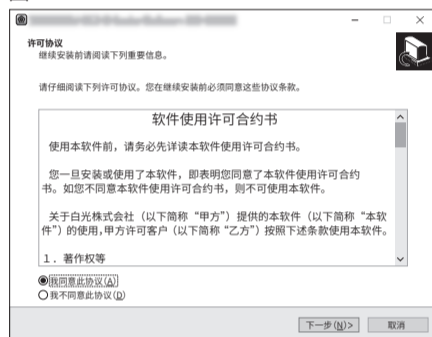 许可协议
继续安装前请阅读下列重要信息。
请仔细阅读下列许可协议。您在继续安装前必须同意这些协议条款。
软件使用许可合约书
使用本软件前，请务必先详读本软件使用许可合约书。
您一旦安装或使用了本软件，即表明您同意了本软件使用许可合约
书。如您不同意本软件使用许可合约书，则不可使用本软件。
关于白光株式会社（以下简称“甲方”）提供的本软件（以下简称“本软
件”）的使用,甲方许可客户（以下简称“乙方”）按照下述条款使用本软件。
１．著作权等
我同意此协议(A)
我不同意此协议(D)
下一步(N)>
取消